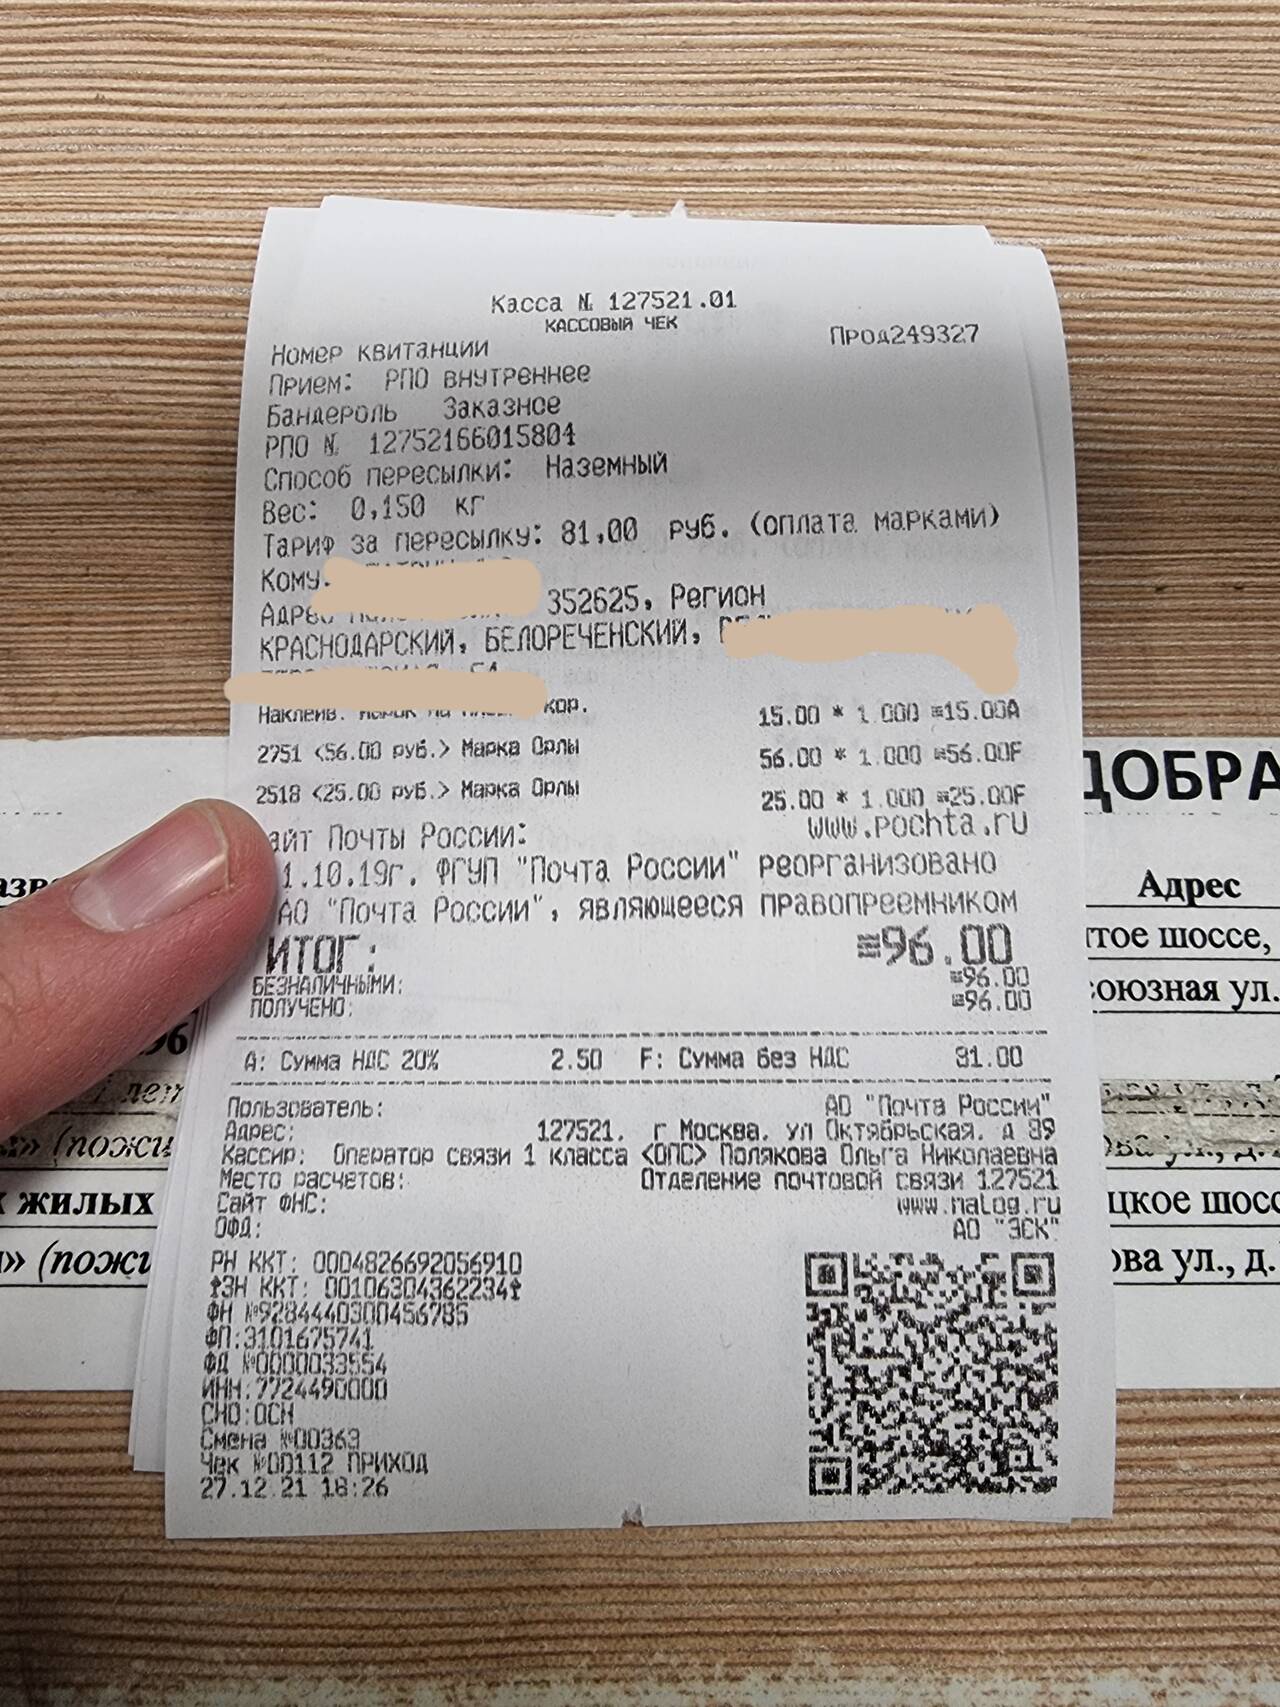 Касса № 127521.01
КАССОВЫЙ ЧЕК
Номер квитанции Прод249327
Прием: РПО внутреннее
Бандероль Заказное
РПО № 12752166015804
Способ пересылки: Наземный
Вес: 0,150 кг
Тариф за пересылку: 81,00 руб. (оплата марками)
Кому:
352625, Регион
КРАСНОДАРСКИЙ, БЕЛОРЕЧЕНСКИЙ,
Наклеив. кор. 15.00 * 1.000 ≡15.00А
2751 <56.00 руб.> Марка Орлы 56.00 * 1.000 ≡56.00F
2518 <25.00 руб.> Марка Орлы 25.00 * 1.000 ≡25.00F
айт Почты России: www.pochta.ru
1.10.19г. ФГУП "Почта России" реорганизовано
АО "Почта России", являющееся правопреемником
ИТОГ: ≡96.00
БЕЗНАЛИЧНЫМИ: ≡96.00
ПОЛУЧЕНО: ≡96.00
А: Сумма НДС 20% 2.50 F: Сумма без НДС 81.00
Пользователь: АО "Почта России"
Адрес: 127521, г Москва, ул Октябрьская, д 89
Кассир: Оператор связи 1 класса <ОПС> Полякова Ольга Николаевна
Место расчетов: Отделение почтовой связи 127521
Сайт ФНС: www.nalog.ru
ОФД: АО "ЭСК"
РН ККТ: 0004826692056910
ЗН ККТ: 00106304362234
ФН №9284440300456785
ФП:3101675741
ФД №0000033554
ИНН:7724490000
СНО:ОСН
Смена №00363
Чек №00112 ПРИХОД
27.12.21 18:26
ДОБРА
Адрес
тое шоссе,
союзная ул.
96
(пожи
жилых
цкое шосс
» (пожи
ова ул., д.